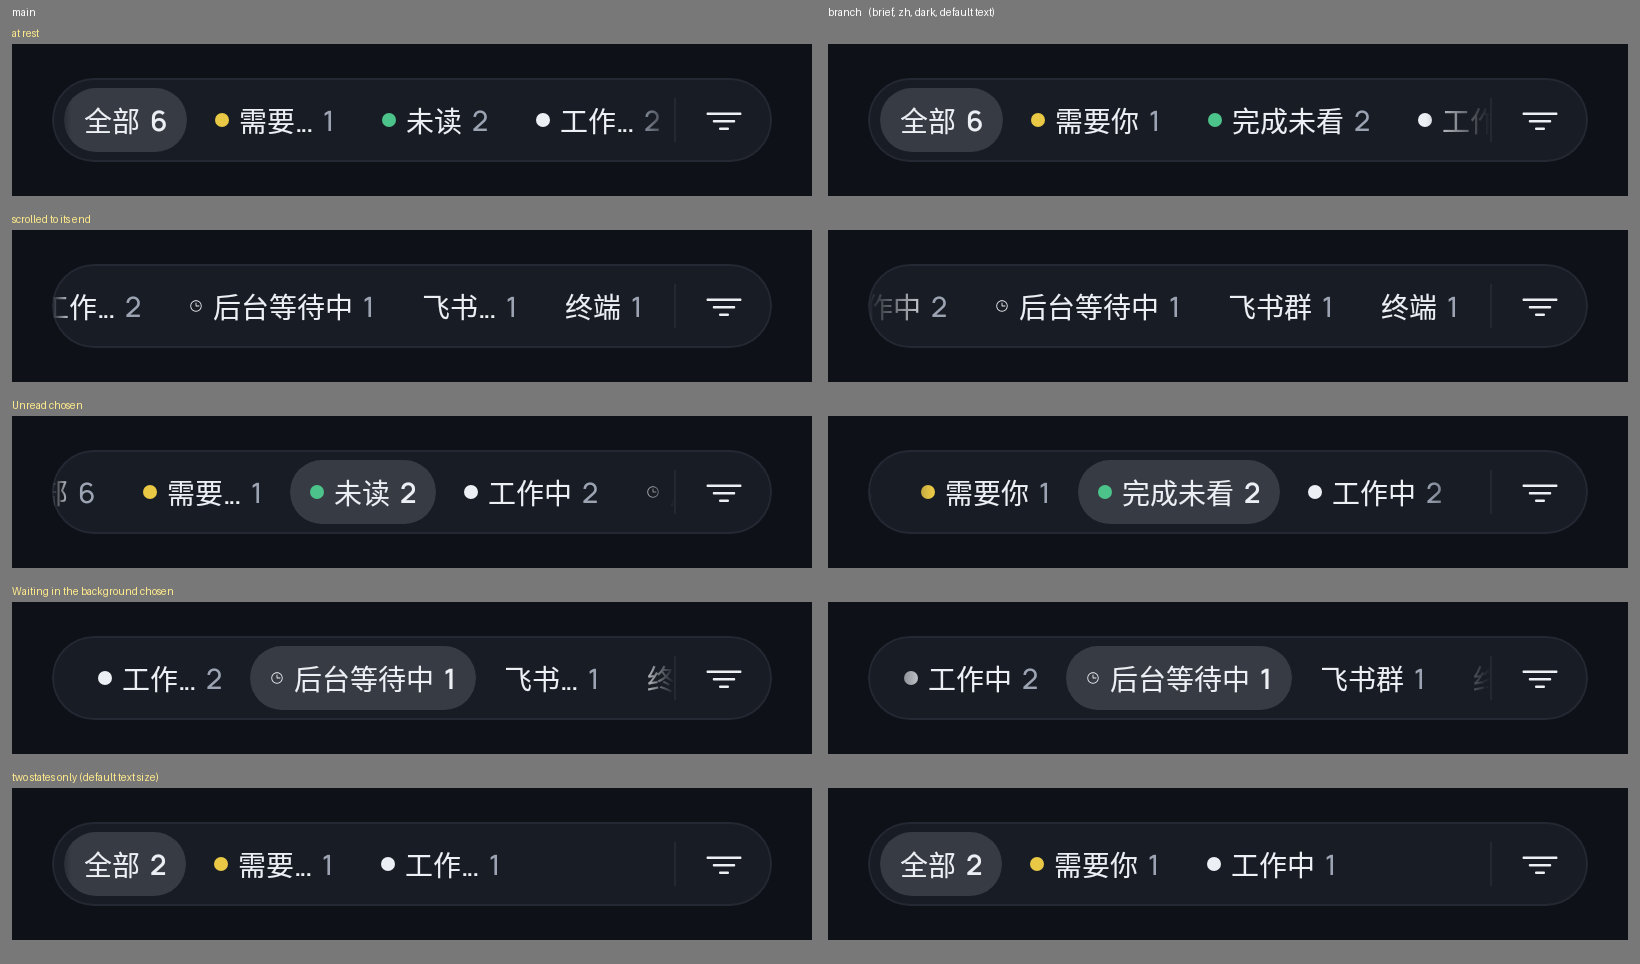 main
branch (brief, zh, dark, default text)
at rest
全部 6 需要... 1 未读 2 工作... 2
全部 6 需要你 1 完成未看 2 工作
scrolled to its end
工作... 2 后台等待中 1 飞书... 1 终端 1
作中 2 后台等待中 1 飞书群 1 终端 1
Unread chosen
部 6 需要... 1 未读 2 工作中 2
需要你 1 完成未看 2 工作中 2
Waiting in the background chosen
工作... 2 后台等待中 1 飞书... 1 终
工作中 2 后台等待中 1 飞书群 1 终
two states only (default text size)
全部 2 需要... 1 工作... 1
全部 2 需要你 1 工作中 1